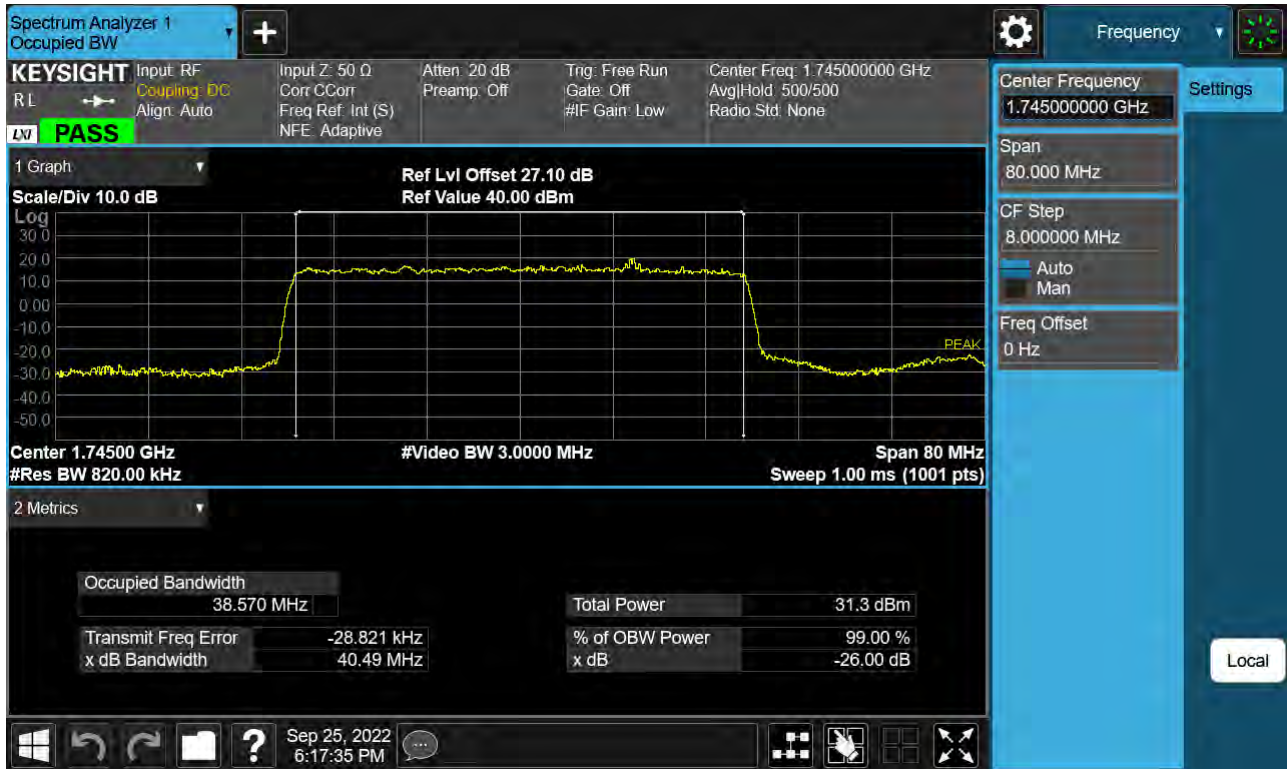 Spectrum Analyzer 1
Occupied BW
Frequency
KEYSIGHT
RL
LXI
PASS
Input: RF
Coupling: DC
Align: Auto
Input Z: 50 Ω
Corr CCorr
Freq Ref: Int (S)
NFE: Adaptive
Atten: 20 dB
Preamp: Off
Trig: Free Run
Gate: Off
#IF Gain: Low
Center Freq: 1.745000000 GHz
Avg|Hold: 500/500
Radio Std: None
Center Frequency
1.745000000 GHz
Settings
Span
80.000 MHz
CF Step
8.000000 MHz
Auto
Man
Freq Offset
0 Hz
Local
1 Graph
Scale/Div 10.0 dB
Ref Lvl Offset 27.10 dB
Ref Value 40.00 dBm
Log
30.0
20.0
10.0
0.00
-10.0
-20.0
-30.0
-40.0
-50.0
PEAK
Center 1.74500 GHz
#Video BW 3.0000 MHz
Span 80 MHz
#Res BW 820.00 kHz
Sweep 1.00 ms (1001 pts)
2 Metrics
Occupied Bandwidth
38.570 MHz
Total Power 31.3 dBm
Transmit Freq Error -28.821 kHz
% of OBW Power 99.00 %
x dB Bandwidth 40.49 MHz
x dB -26.00 dB
?
Sep 25, 2022
6:17:35 PM